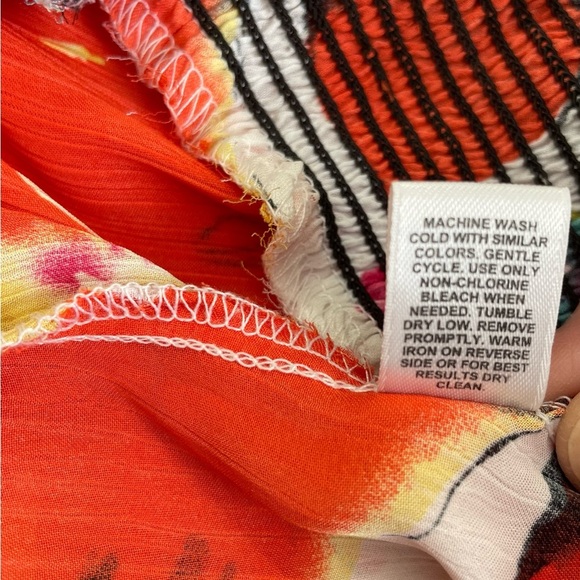 MACHINE WASH
COLD WITH SIMILAR
COLORS. GENTLE
CYCLE. USE ONLY
NON-CHLORINE
BLEACH WHEN
NEEDED. TUMBLE
DRY LOW. REMOVE
PROMPTLY. WARM
IRON ON REVERSE
SIDE OR FOR BEST
RESULTS DRY
CLEAN.